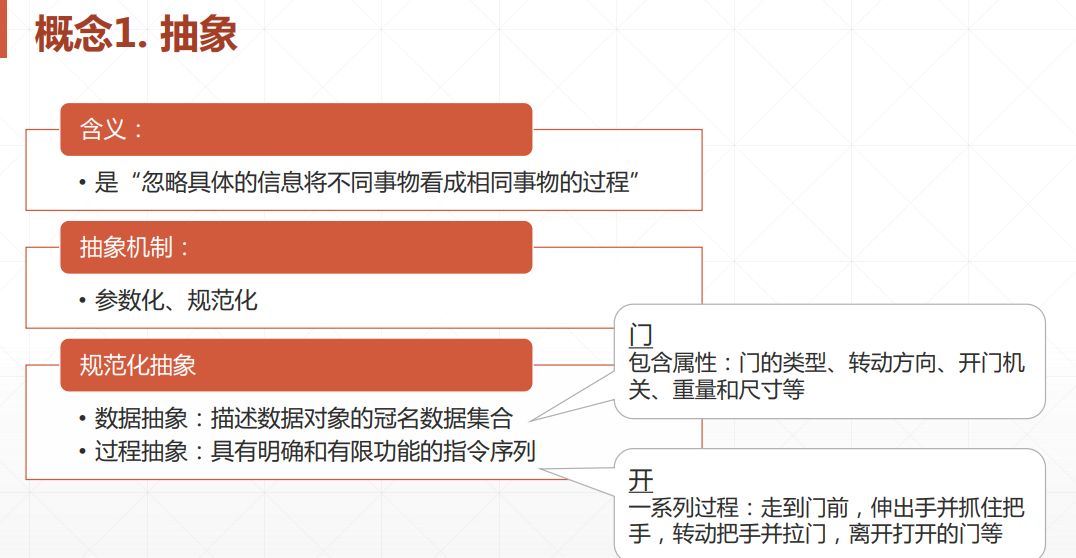 概念1. 抽象
含义：
• 是“忽略具体的信息将不同事物看成相同事物的过程”
抽象机制：
• 参数化、规范化
规范化抽象
• 数据抽象：描述数据对象的冠名数据集合
• 过程抽象：具有明确和有限功能的指令序列
门
包含属性：门的类型、转动方向、开门机
关、重量和尺寸等
开
一系列过程：走到门前，伸出手并抓住把
手，转动把手并拉门，离开打开的门等